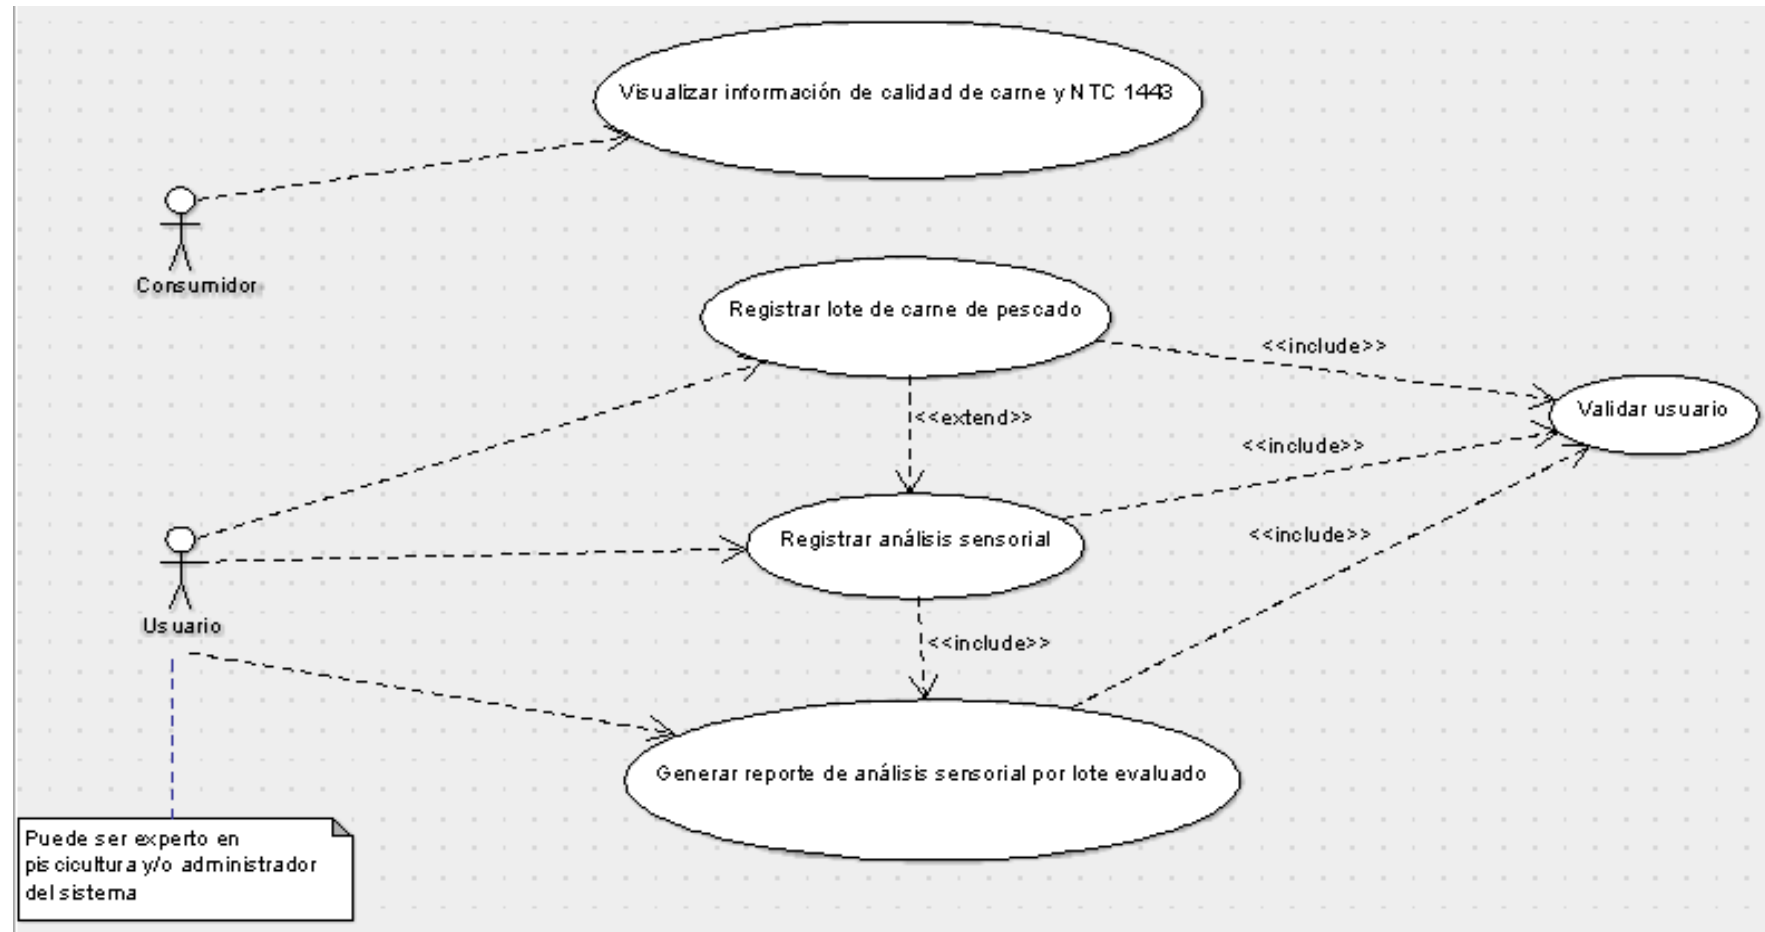 Visualizar información de calidad de carne y NTC 1443
Consumidor
Registrar lote de carne de pescado
<<include>>
Validar usuario
<<extend>>
<<include>>
Registrar análisis sensorial
<<include>>
Usuario
<<include>>
Generar reporte de análisis sensorial por lote evaluado
Puede ser experto en
piscicultura y/o administrador
del sistema